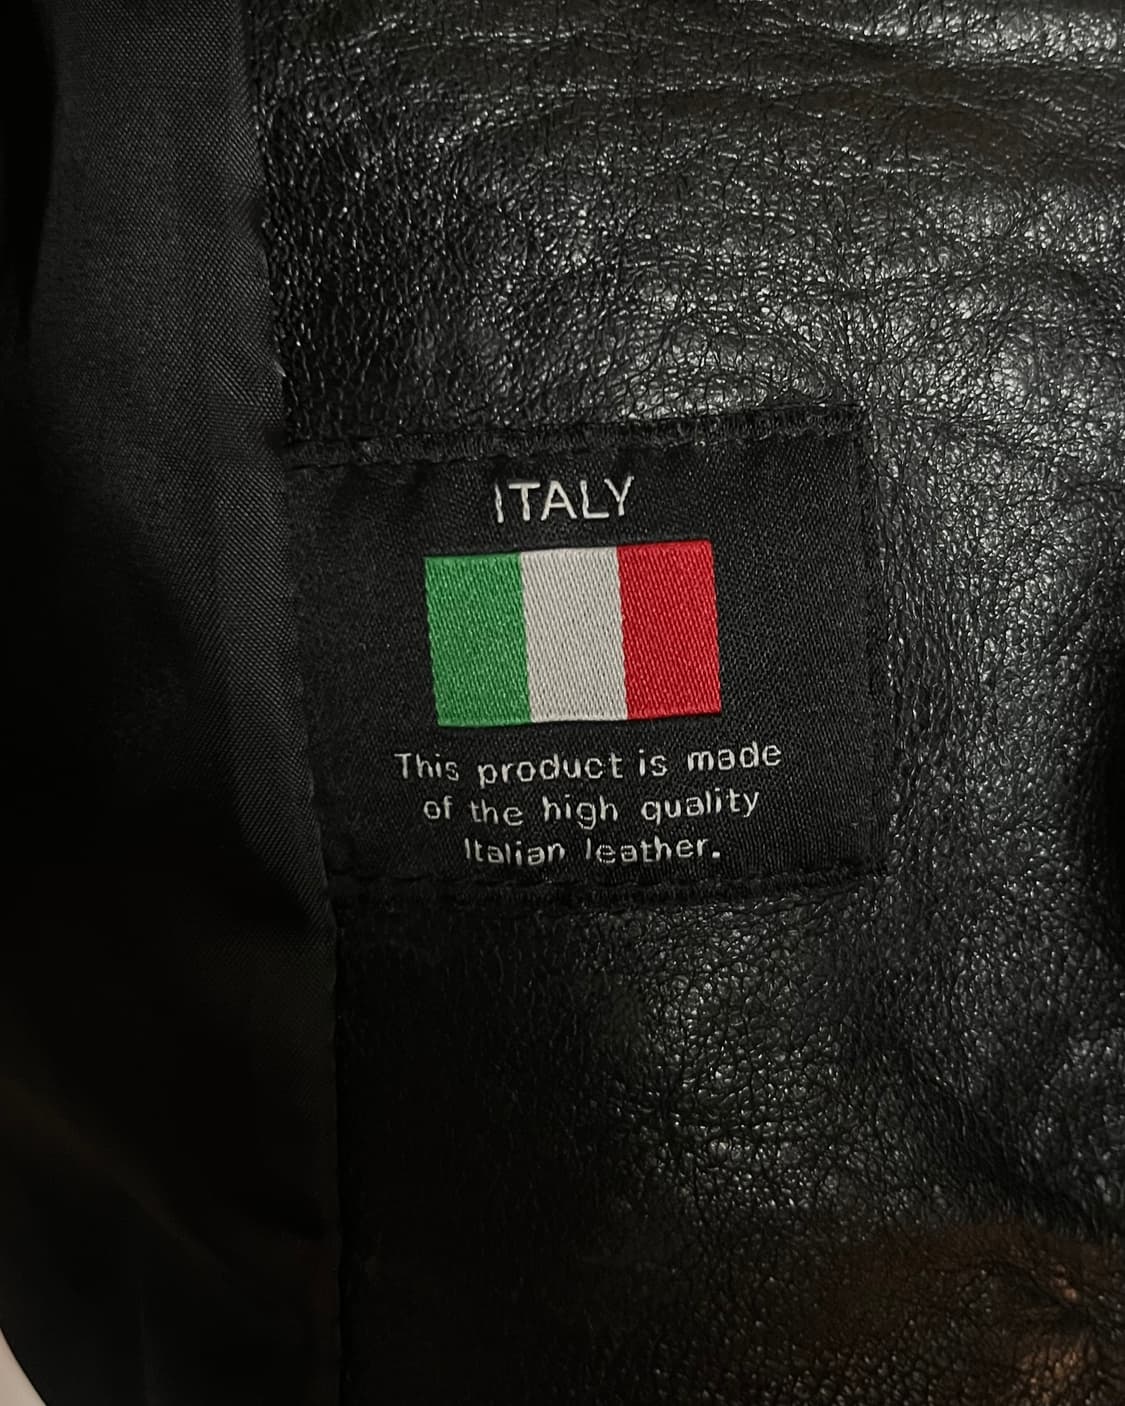 ITALY
This product is made
of the high quality
Italian leather.